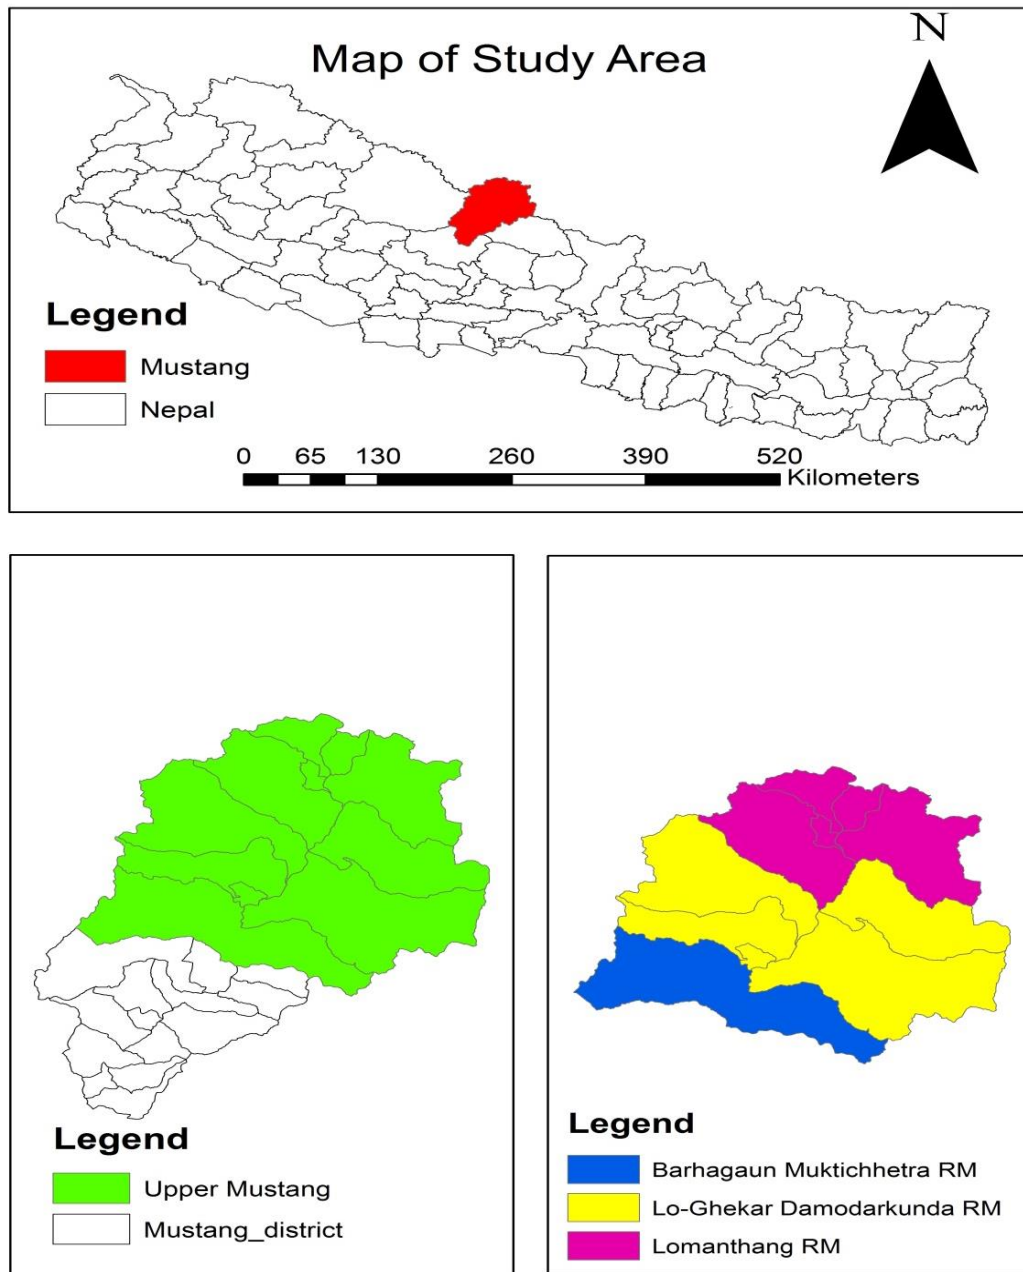 N
Map of Study Area
Legend
Mustang
Nepal
0 65 130 260 390 520
Kilometers
Legend
Upper Mustang
Mustang_district
Legend
Barhagaun Muktichhetra RM
Lo-Ghekar Damodarkunda RM
Lomanthang RM